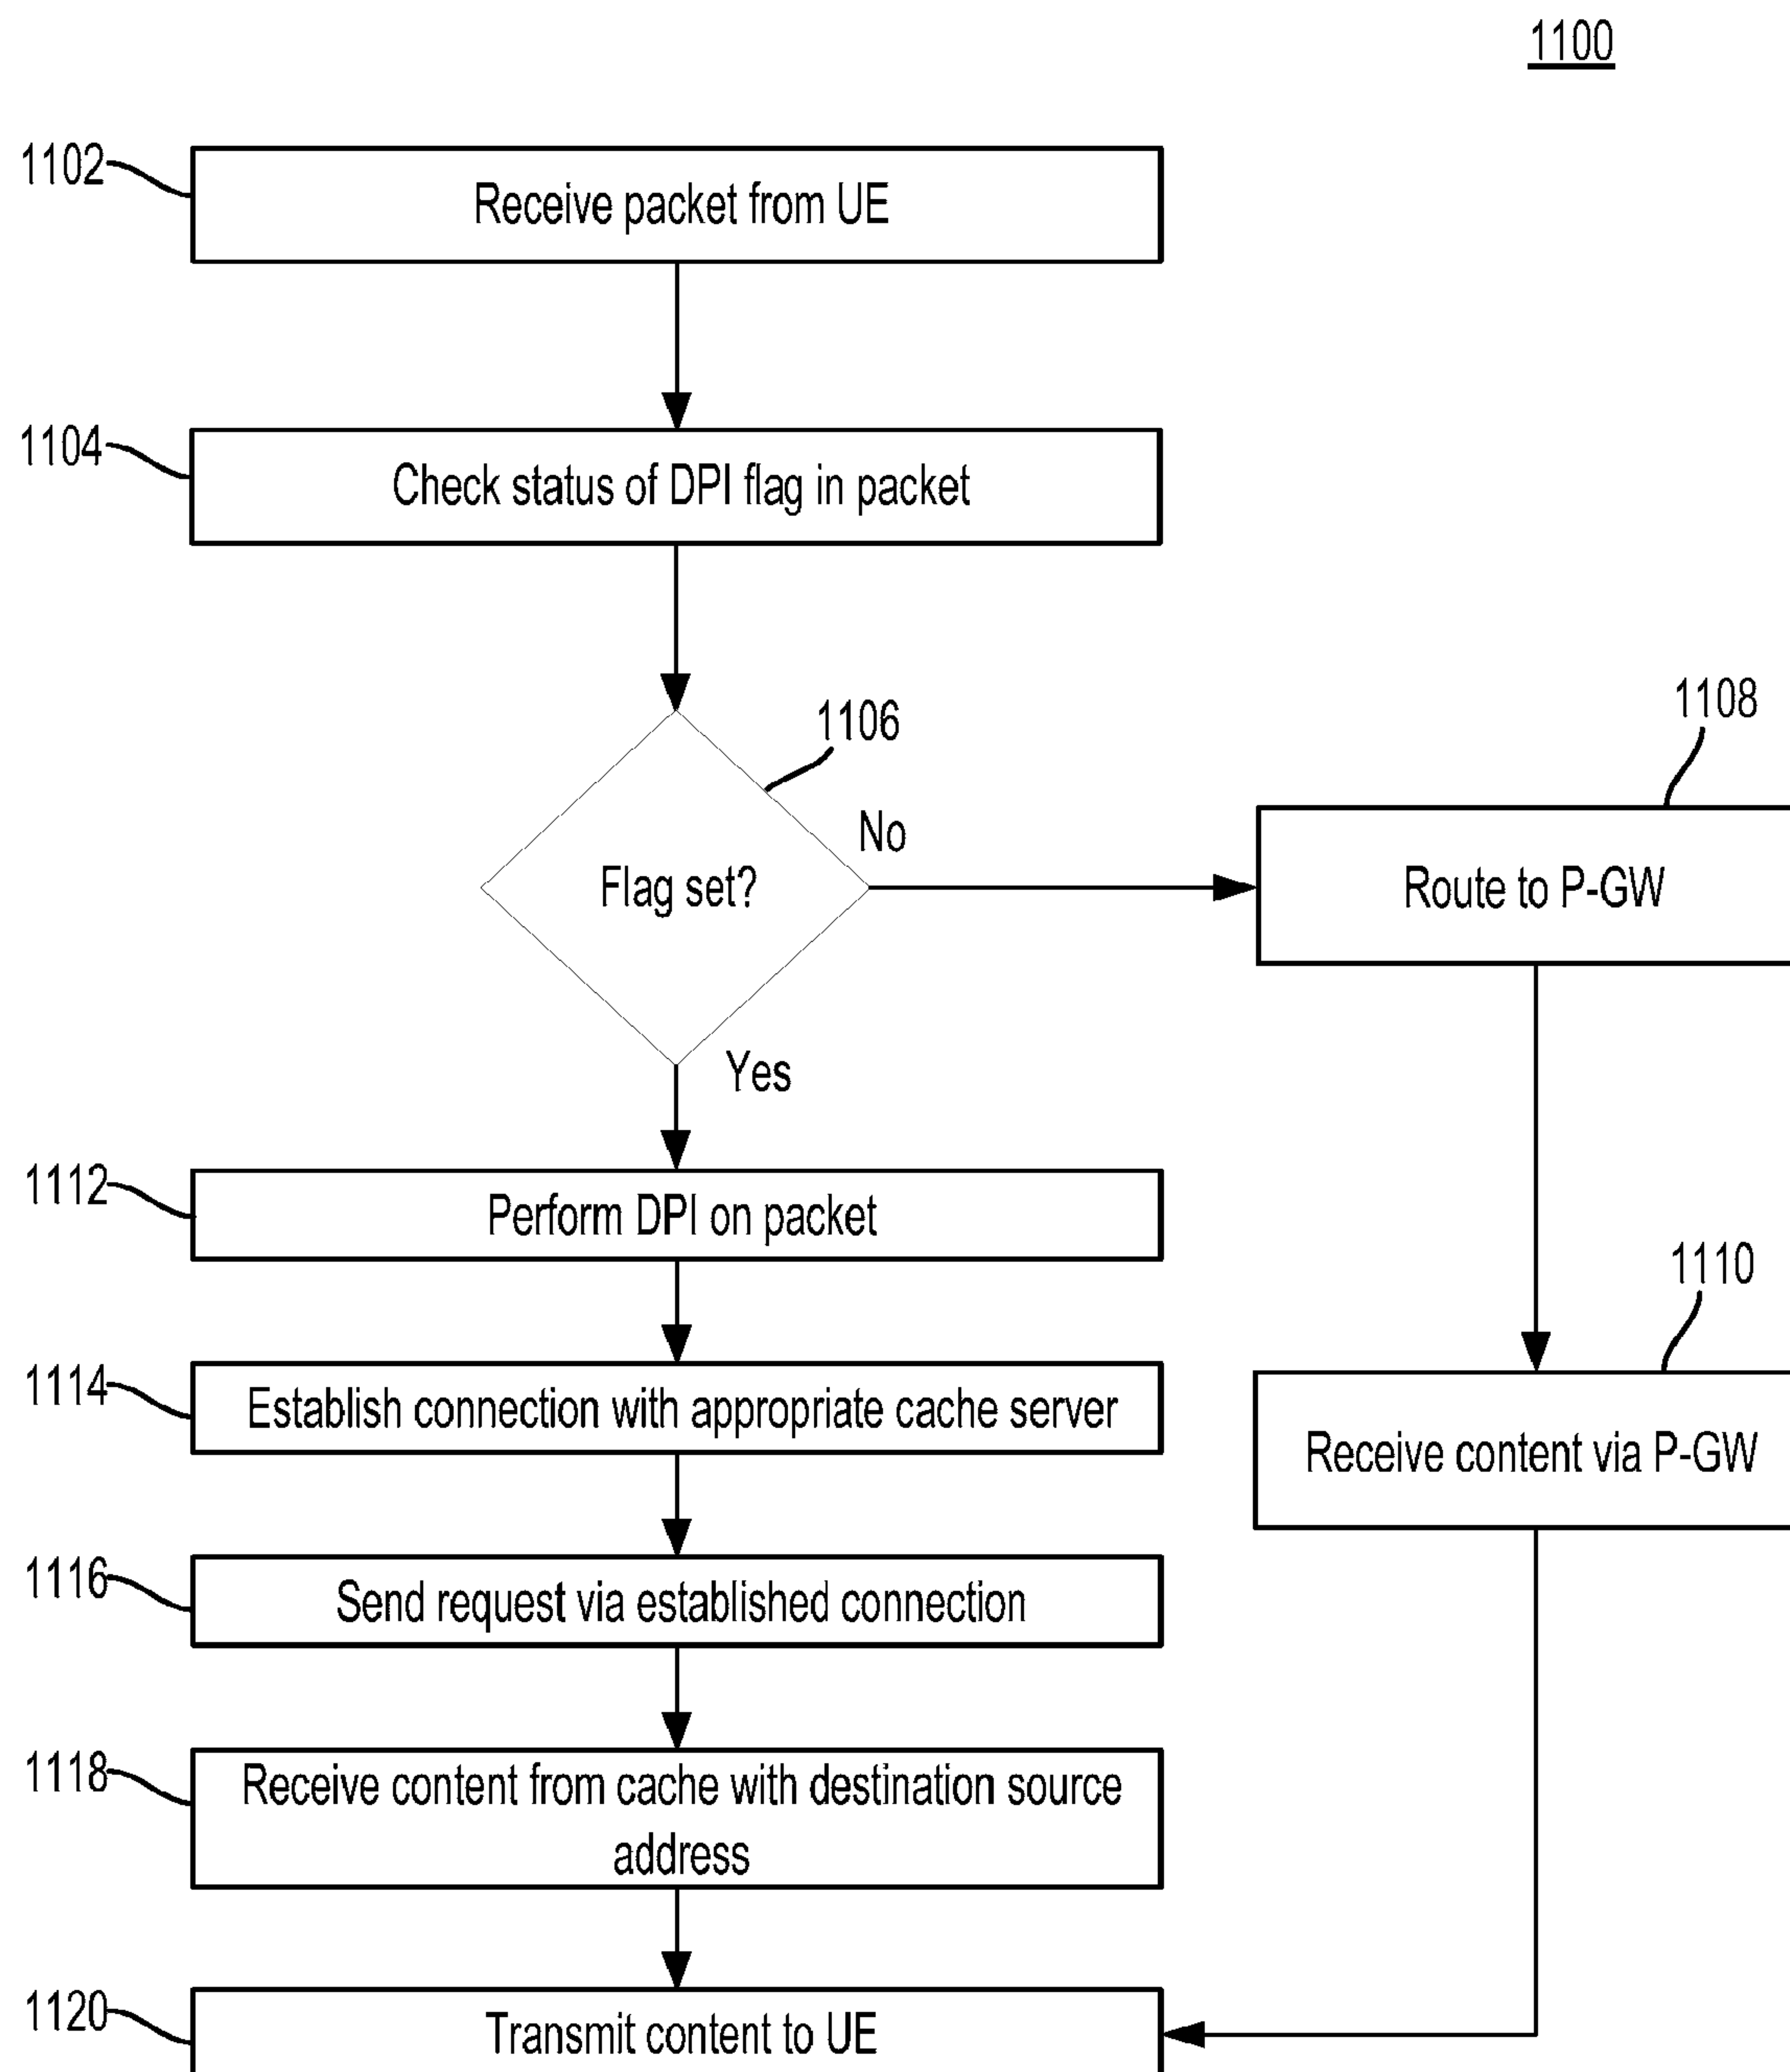 1100
1102
Receive packet from UE
1104
Check status of DPI flag in packet
1106
Flag set?
No
Yes
1108
Route to P-GW
1110
Receive content via P-GW
1112
Perform DPI on packet
1114
Establish connection with appropriate cache server
1116
Send request via established connection
1118
Receive content from cache with destination source
address
1120
Transmit content to UE